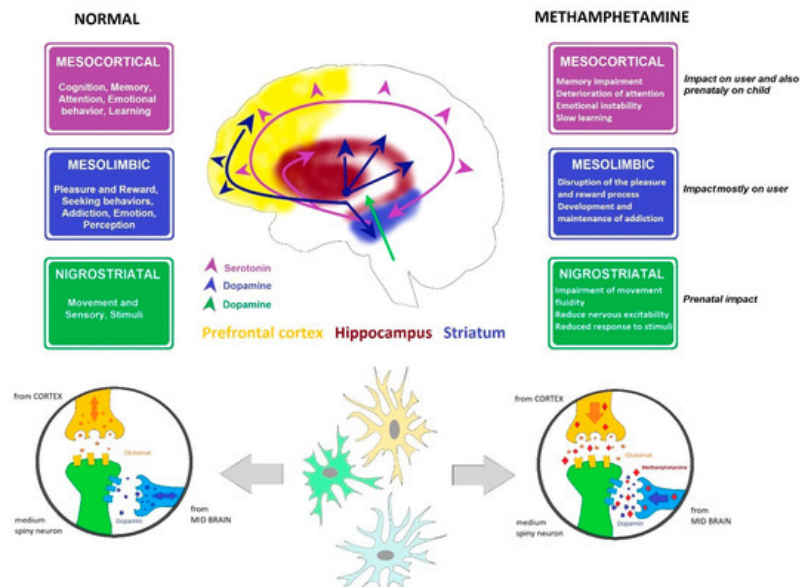 NORMAL
METHAMPHETAMINE
MESOCORTICAL
Cognition, Memory,
Attention, Emotional
behavior, Learning
MESOLIMBIC
Pleasure and Reward,
Seeking behaviors,
Addiction, Emotion,
Perception
NIGROSTRIATAL
Movement and
Sensory, Stimuli
Serotonin
Dopamine
Dopamine
Prefrontal cortex Hippocampus Striatum
MESOCORTICAL
Memory impairment
Deterioration of attention
Emotional instability
Slow learning
Impact on user and also
prenataly on child
MESOLIMBIC
Disruption of the pleasure
and reward process
Development and
maintenance of addiction
Impact mostly on user
NIGROSTRIATAL
Impairment of movement
fluidity
Reduce nervous excitability
Reduced response to stimuli
Prenatal impact
from CORTEX
Glutamat
Dopamin
medium
spiny neuron
from
MID BRAIN
from CORTEX
Glutamat
Methamphetamine
Dopamin
medium
spiny neuron
from
MID BRAIN